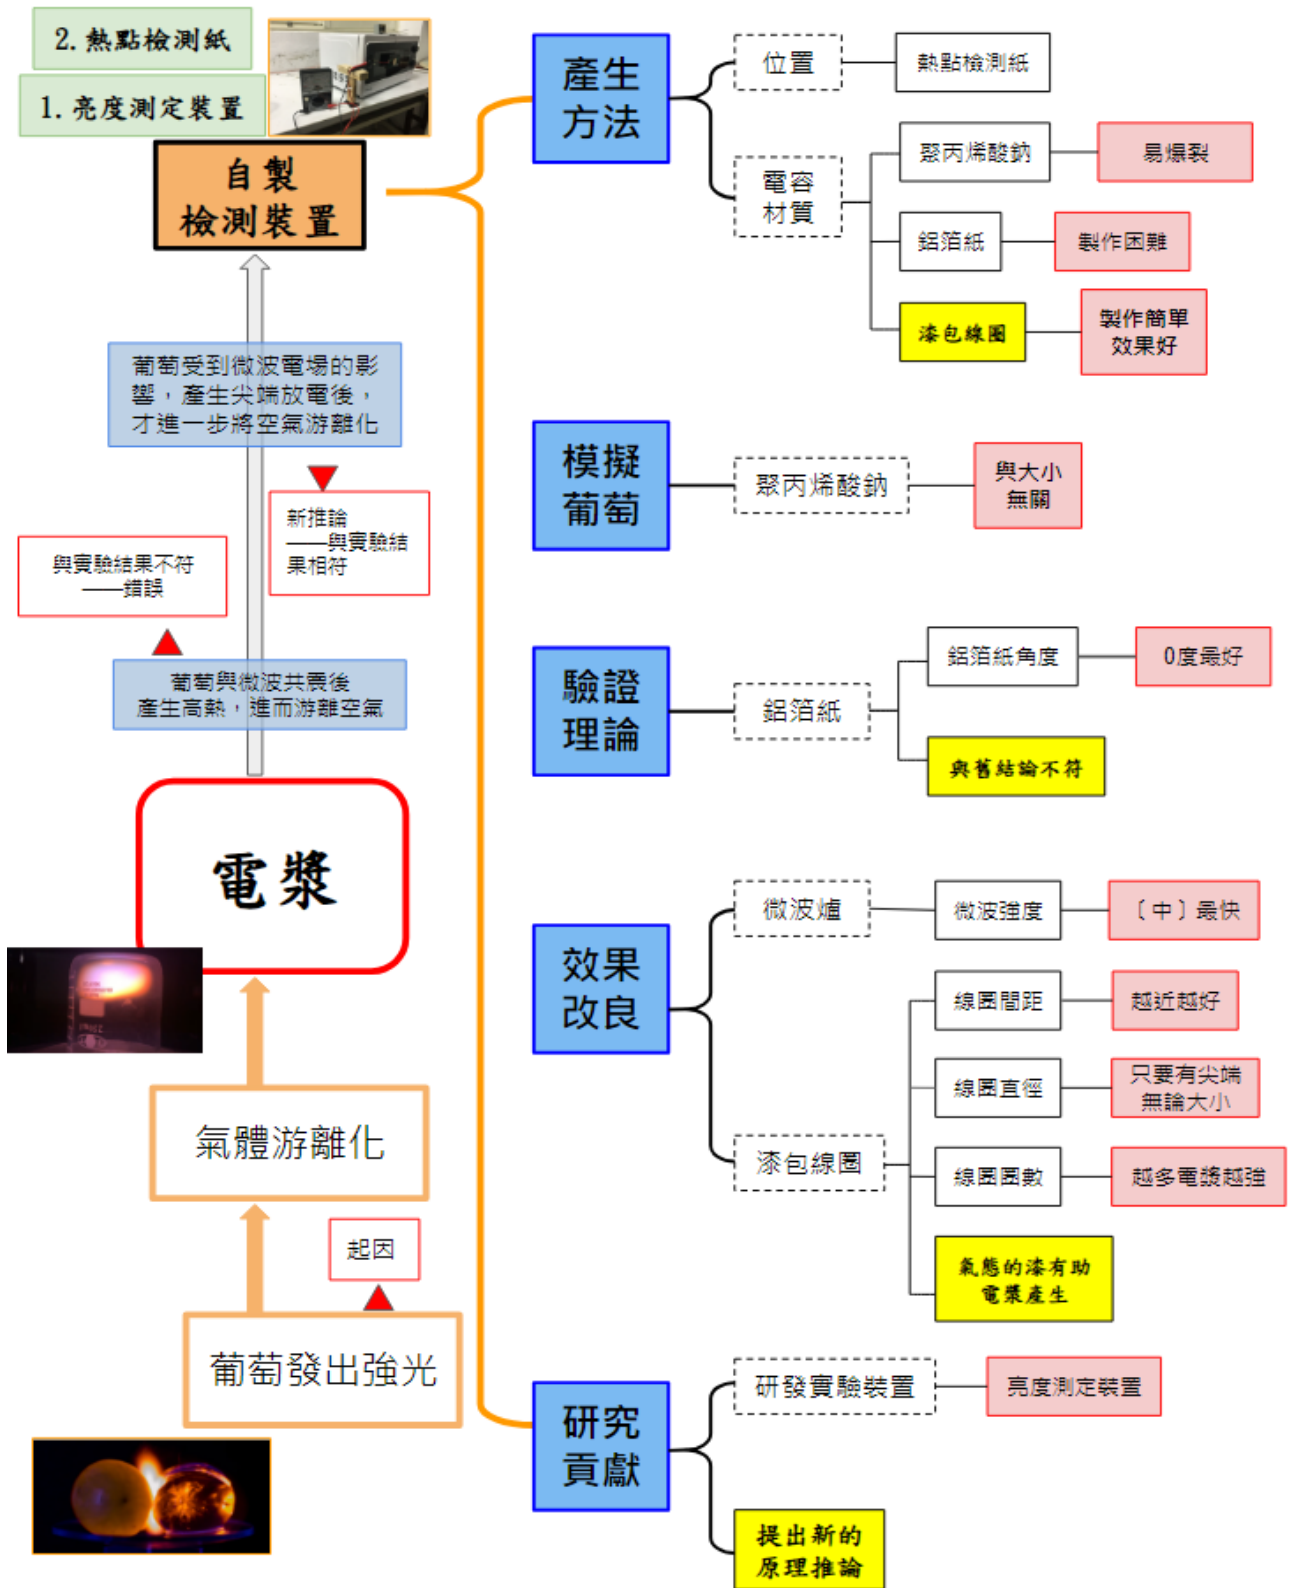 2.熱點檢測紙
1.亮度測定裝置
自製
檢測裝置
葡萄受到微波電場的影
響，產生尖端放電後，
才進一步將空氣游離化
新推論
——與實驗結
果相符
與實驗結果不符
——錯誤
葡萄與微波共震後
產生高熱，進而游離空氣
電漿
氣體游離化
起因
葡萄發出強光
產生
方法
位置
熱點檢測紙
電容
材質
聚丙烯酸鈉
易爆裂
鋁箔紙
製作困難
漆包線圈
製作簡單
效果好
模擬
葡萄
聚丙烯酸鈉
與大小
無關
驗證
理論
鋁箔紙
鋁箔紙角度
0度最好
與舊結論不符
效果
改良
微波爐
微波強度
〔中〕最快
漆包線圈
線圈間距
越近越好
線圈直徑
只要有尖端
無論大小
線圈圈數
越多電漿越強
氣態的漆有助
電漿產生
研究
貢獻
研發實驗裝置
亮度測定裝置
提出新的
原理推論